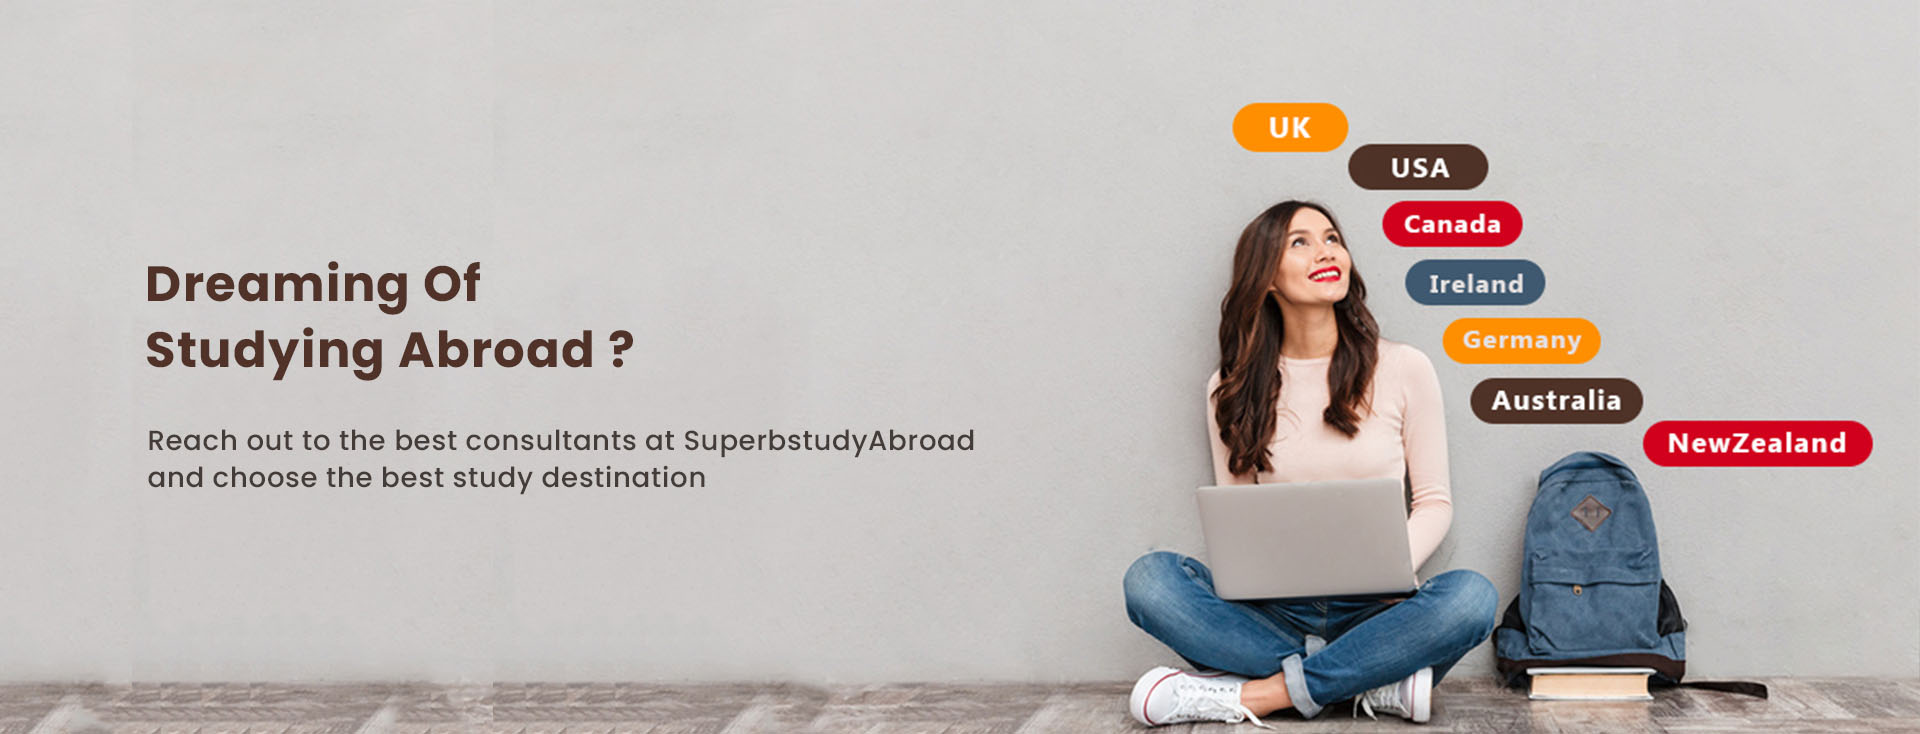 Dreaming Of
Studying Abroad ?
Reach out to the best consultants at SuperbstudyAbroad
and choose the best study destination
UK
USA
Canada
Ireland
Germany
Australia
NewZealand